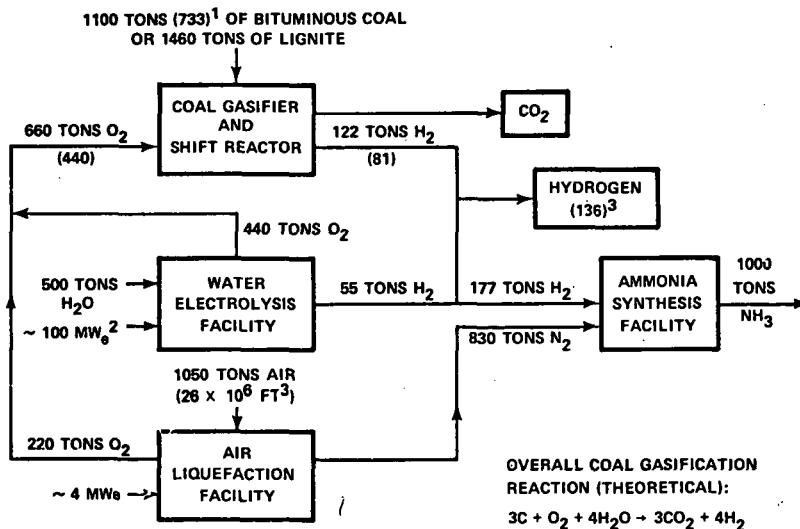 1100 TONS (733)¹ OF BITUMINOUS COAL
OR 1460 TONS OF LIGNITE
COAL GASIFIER
AND
SHIFT REACTOR
CO₂
660 TONS O₂
(440)
122 TONS H₂
(81)
HYDROGEN
(136)³
440 TONS O₂
500 TONS
H₂O
~ 100 MWₑ²
WATER
ELECTROLYSIS
FACILITY
55 TONS H₂
177 TONS H₂
830 TONS N₂
AMMONIA
SYNTHESIS
FACILITY
1000
TONS
NH₃
1050 TONS AIR
(26 × 10⁶ FT³)
220 TONS O₂
~ 4 MWe
AIR
LIQUEFACTION
FACILITY
OVERALL COAL GASIFICATION
REACTION (THEORETICAL):
3C + O₂ + 4H₂O → 3CO₂ + 4H₂